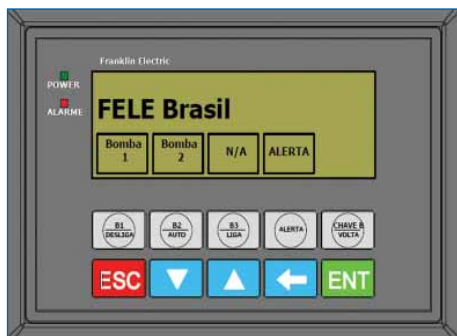 Franklin Electric
POWER
ALARME
FELE Brasil
Bomba 1
Bomba 2
N/A
ALERTA
B1 DESLIGA
B2 AUTO
B3 LIGA
ALERTA
CHAVE B VOLTA
ESC
ENT